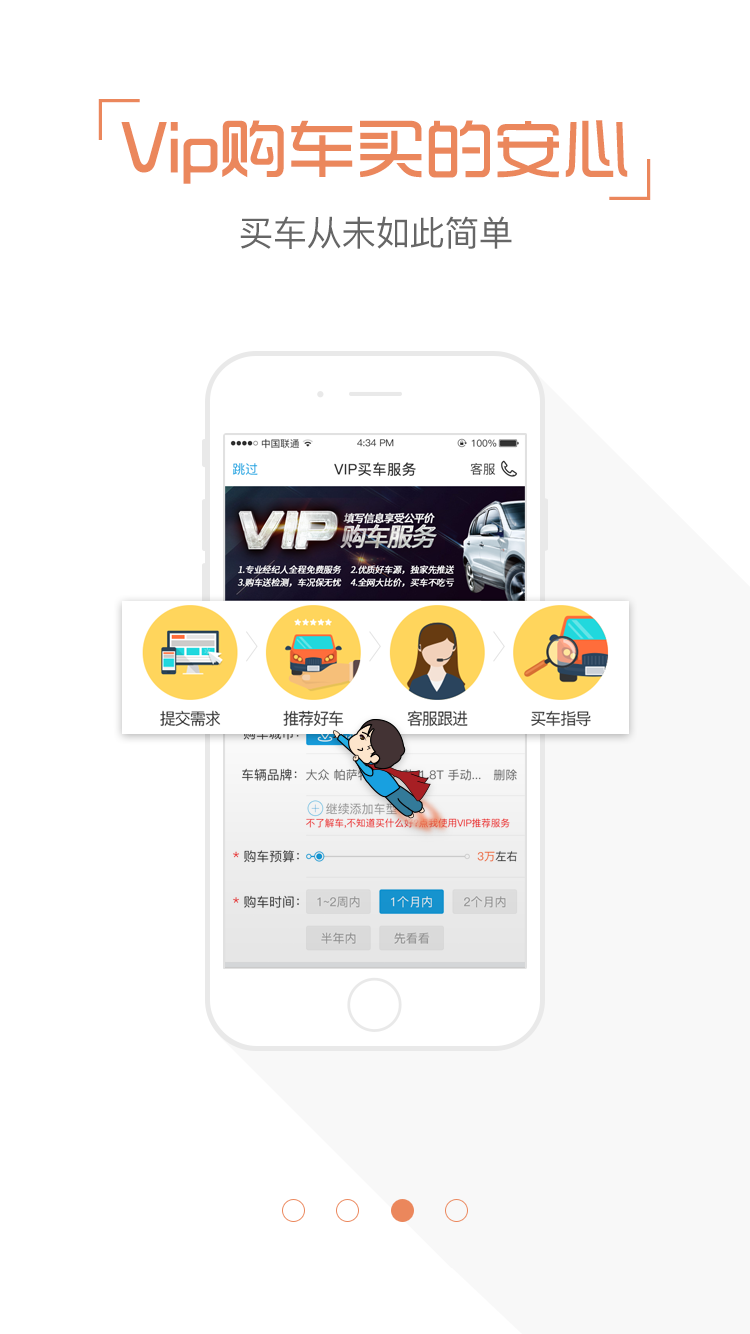 Vip购车买的安心
买车从未如此简单
中国联通 4:34 PM 100%
跳过 VIP买车服务 客服
VIP 填写信息享受公平价
购车服务
1.专业经纪人全程免费服务 2.优质好车源，独家先推送
3.购车送检测，车况保无忧 4.全网大比价，买车不吃亏
提交需求 推荐好车 客服跟进 买车指导
购车城市：
车辆品牌： 大众 帕萨 1.8T 手动... 删除
继续添加车型
不了解车,不知道买什么好 使用VIP推荐服务
* 购车预算： 3万左右
* 购车时间： 1~2周内 1个月内 2个月内
半年内 先看看